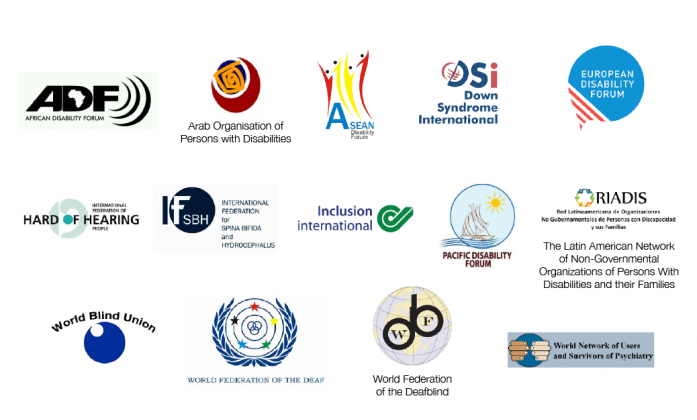 ADF
AFRICAN DISABILITY FORUM
Arab Organisation of
Persons with Disabilities
ASEAN
Disability
Forum
DSi
Down
Syndrome
International
EUROPEAN
DISABILITY
FORUM
INTERNATIONAL
FEDERATION OF
HARD OF HEARING
PEOPLE
IF
SBH
INTERNATIONAL
FEDERATION
for
SPINA BIFIDA
and
HYDROCEPHALUS
Inclusion
international
PACIFIC DISABILITY
FORUM
RIADIS
Red Latinoamericana de Organizaciones
No Gubernamentales de Personas con Discapacidad
y sus Familias
The Latin American Network
of Non-Governmental
Organizations of Persons With
Disabilities and their Families
World Blind Union
WORLD FEDERATION OF THE DEAF
W F
db
World Federation
of the Deafblind
World Network of Users
and Survivors of Psychiatry